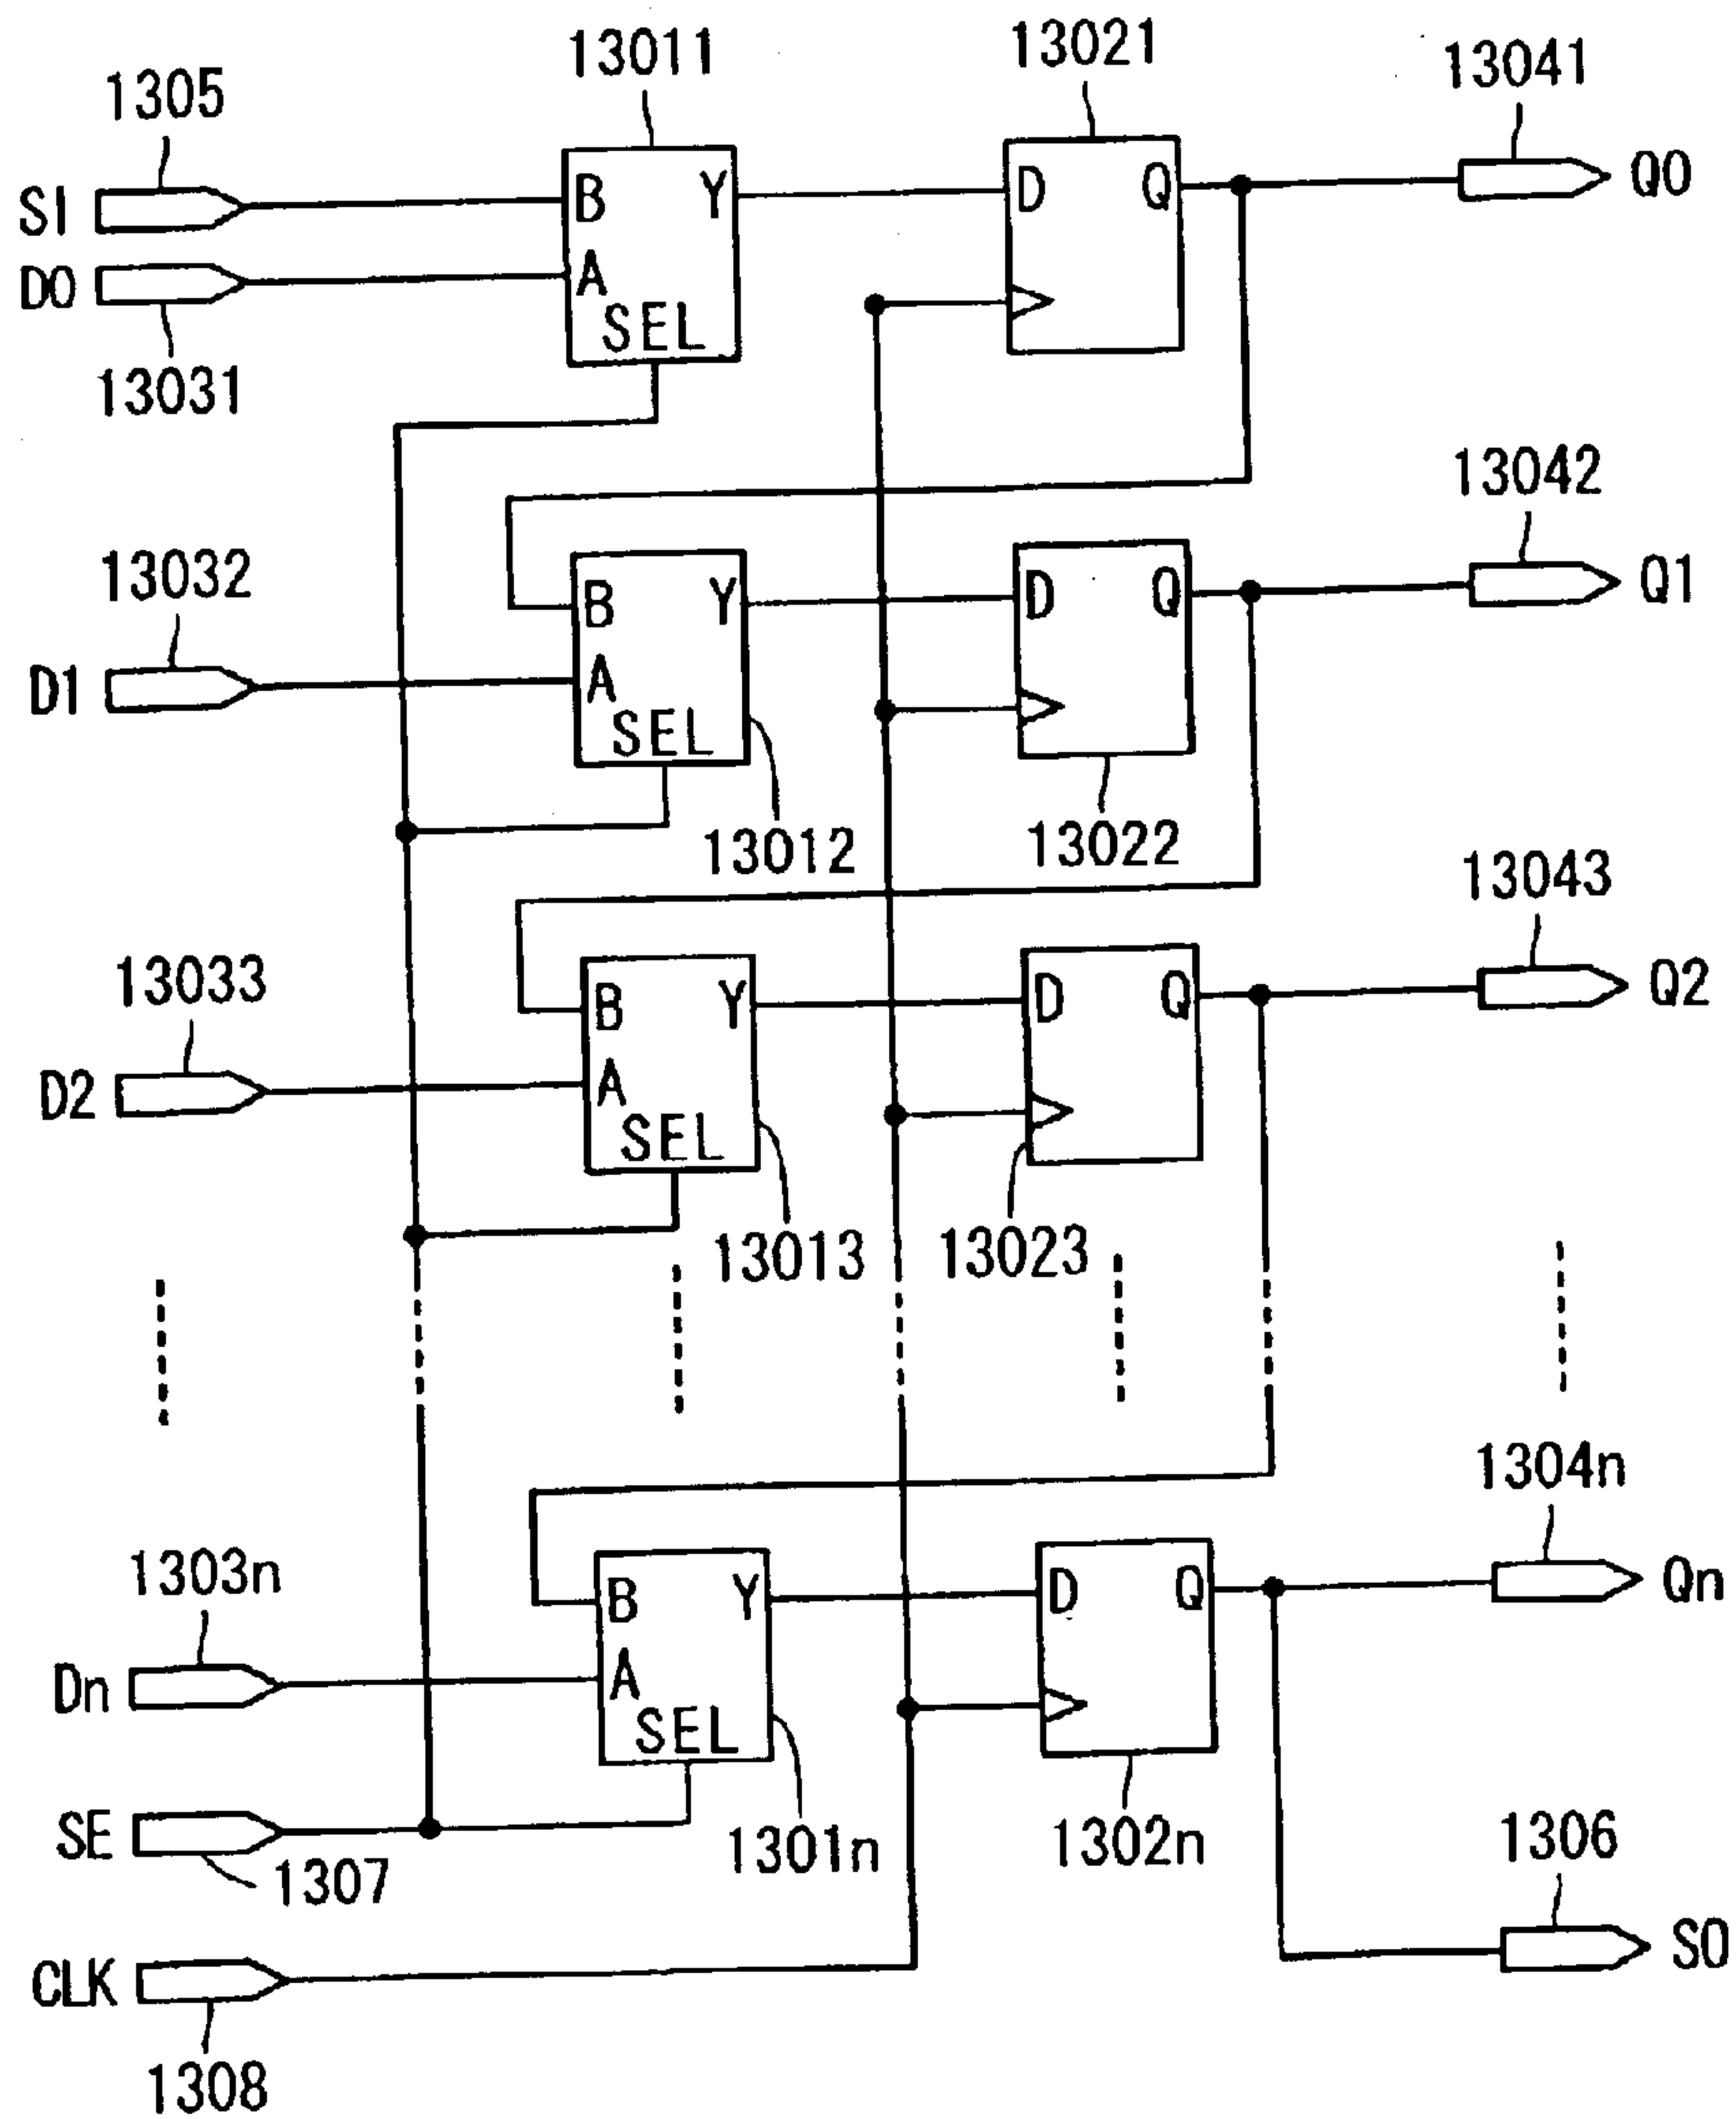 13011
13021
13041
1305
SI
B
Y
D
Q
Q0
D0
A
SEL
13031
13042
13032
B
Y
D
Q
Q1
D1
A
SEL
13012
13022
13043
13033
B
Y
D
Q
Q2
D2
A
SEL
13013
13023
1304n
1303n
B
Y
D
Q
Qn
Dn
A
SEL
SE
1301n
1302n
1306
1307
SO
CLK
1308